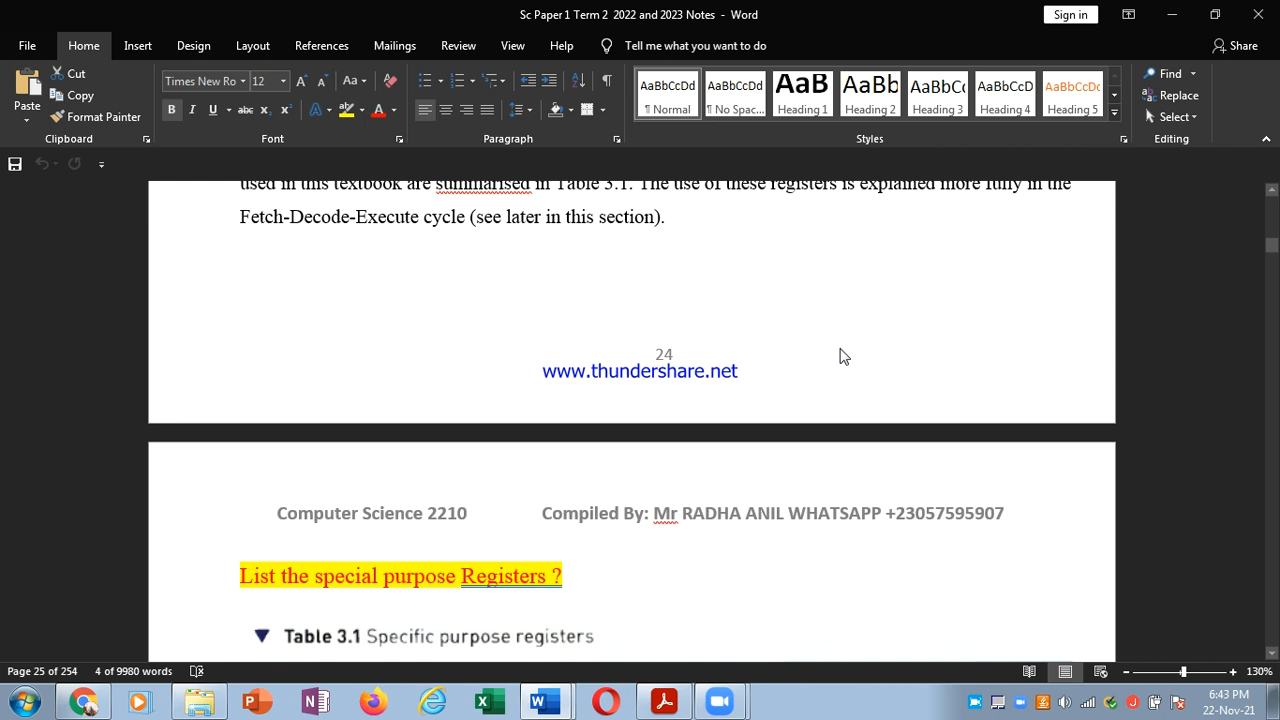 Sc Paper 1 Term 2 2022 and 2023 Notes - Word
Sign in
File Home Insert Design Layout References Mailings Review View Help Tell me what you want to do Share
Paste Cut Copy Format Painter Clipboard
Times New Ro 12 Font
Paragraph
AaBbCcDd ¶ Normal
AaBbCcDd ¶ No Spac...
AaB Heading 1
AaBb Heading 2
AaBbCc Heading 3
AaBbCcD Heading 4
AaBbCcDc Heading 5
Styles
Find Replace Select Editing
used in this textbook are summarised in Table 3.1. The use of these registers is explained more fully in the
Fetch-Decode-Execute cycle (see later in this section).
24
www.thundershare.net
Computer Science 2210 Compiled By: Mr RADHA ANIL WHATSAPP +23057595907
List the special purpose Registers ?
Table 3.1 Specific purpose registers
Page 25 of 254 4 of 9980 words 130%
6:43 PM
22-Nov-21